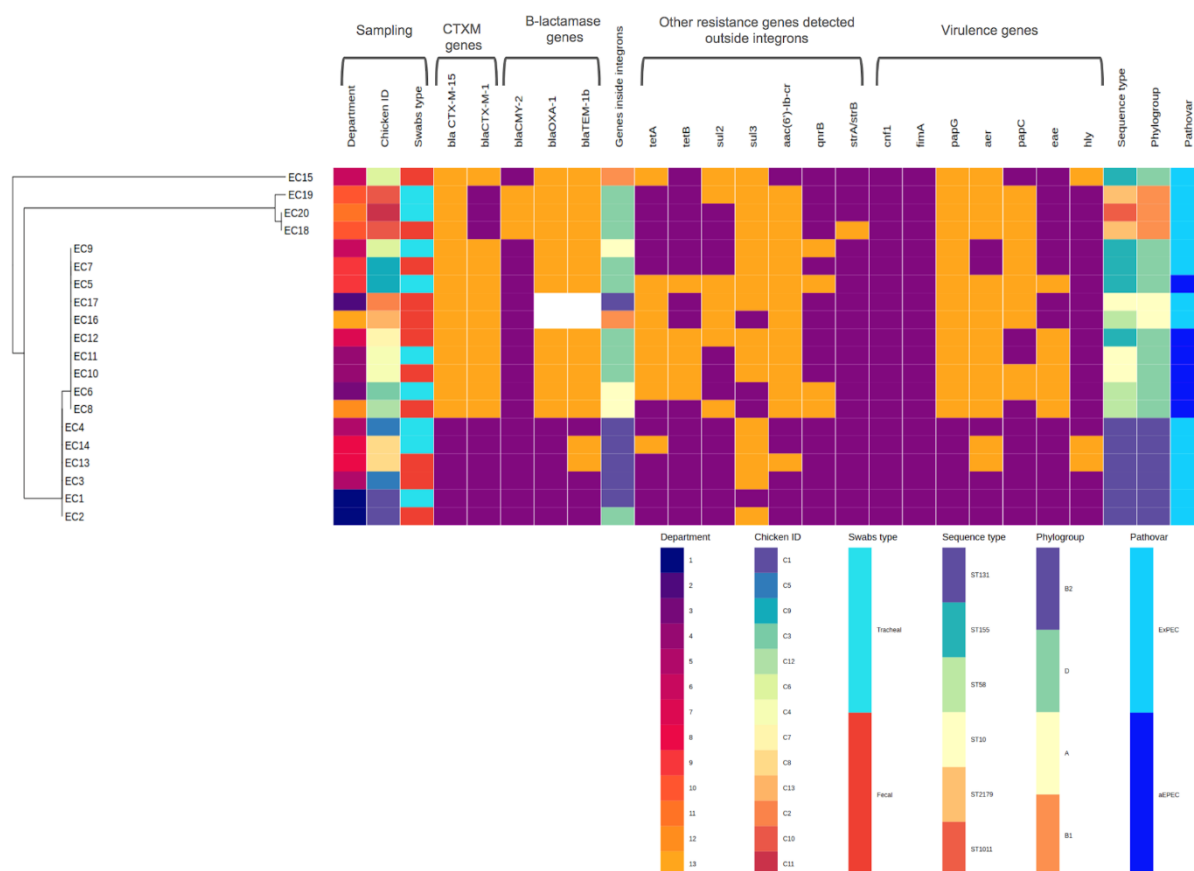 Sampling
CTXM
genes
B-lactamase
genes
Other resistance genes detected
outside integrons
Virulence genes
Department
Chicken ID
Swabs type
bla CTX-M-15
blaCTX-M-1
blaCMY-2
blaOXA-1
blaTEM-1b
Genes inside integrons
tetA
tetB
sul2
sul3
aac(6')-Ib-cr
qnrB
strA/strB
cnf1
fimA
papG
aer
papC
eae
hly
Sequence type
Phylogroup
Pathovar
EC15
EC19
EC20
EC18
EC9
EC7
EC5
EC17
EC16
EC12
EC11
EC10
EC6
EC8
EC4
EC14
EC13
EC3
EC1
EC2
Department
1
2
3
4
5
6
7
8
9
10
11
12
13
Chicken ID
C1
C5
C9
C3
C12
C6
C4
C7
C8
C13
C2
C10
C11
Swabs type
Tracheal
Fecal
Sequence type
ST131
ST155
ST58
ST10
ST2179
ST1011
Phylogroup
B2
D
A
B1
Pathovar
ExPEC
aEPEC